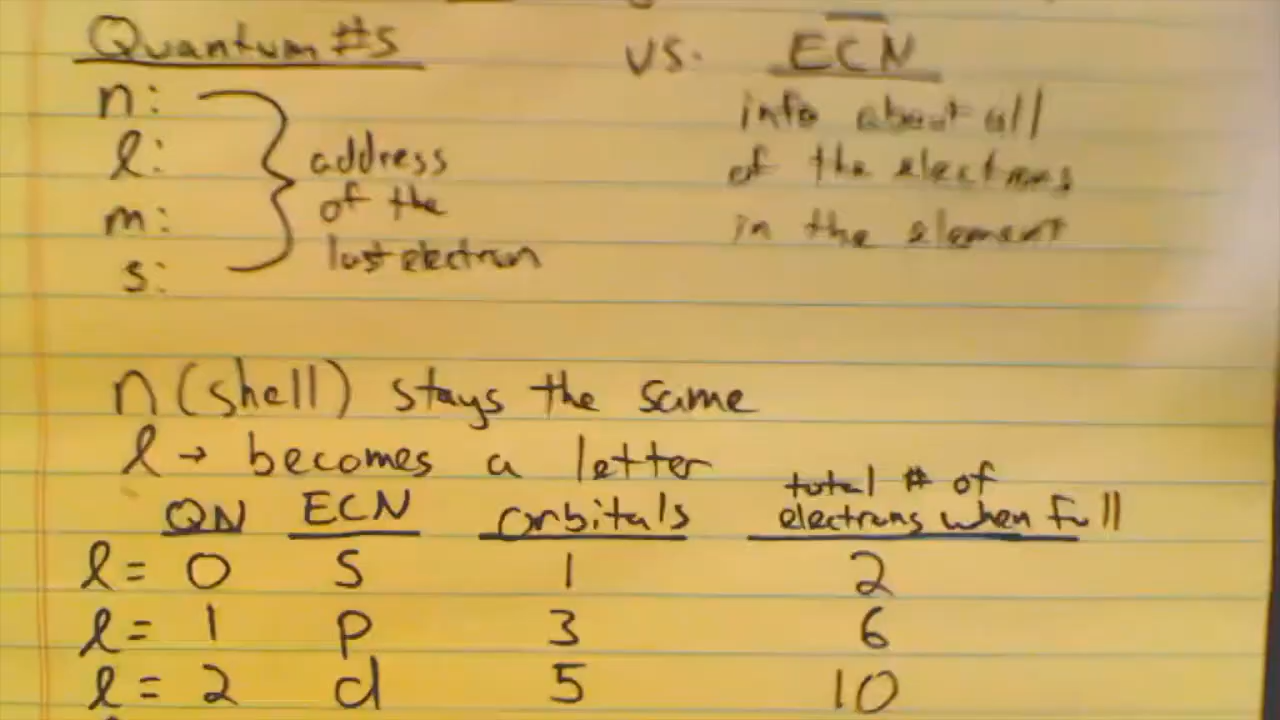 Quantum #s vs. ECN
n:
l:
m:
s:
address
of the
last electron
info about all
of the electrons
in the element
n (shell) stays the same
l → becomes a letter
QN ECN orbitals total # of electrons when full
l = 0 s 1 2
l = 1 p 3 6
l = 2 d 5 10